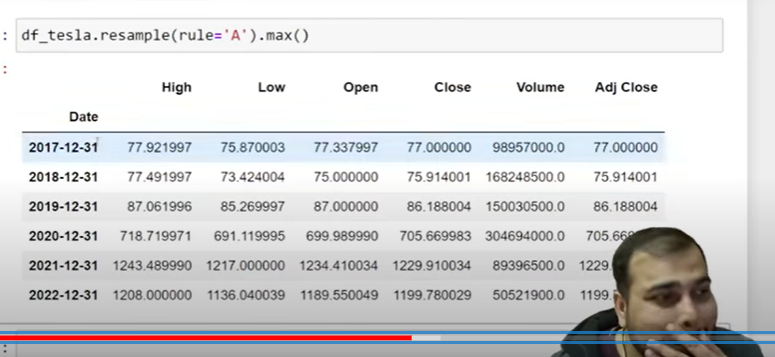 : df_tesla.resample(rule='A').max()
:
High Low Open Close Volume Adj Close
Date
2017-12-31 77.921997 75.870003 77.337997 77.000000 98957000.0 77.000000
2018-12-31 77.491997 73.424004 75.000000 75.914001 168248500.0 75.914001
2019-12-31 87.061996 85.269997 87.000000 86.188004 150030500.0 86.188004
2020-12-31 718.719971 691.119995 699.989990 705.669983 304694000.0
2021-12-31 1243.489990 1217.000000 1234.410034 1229.910034 89396500.0
2022-12-31 1208.000000 1136.040039 1189.550049 1199.780029 50521900.0
: